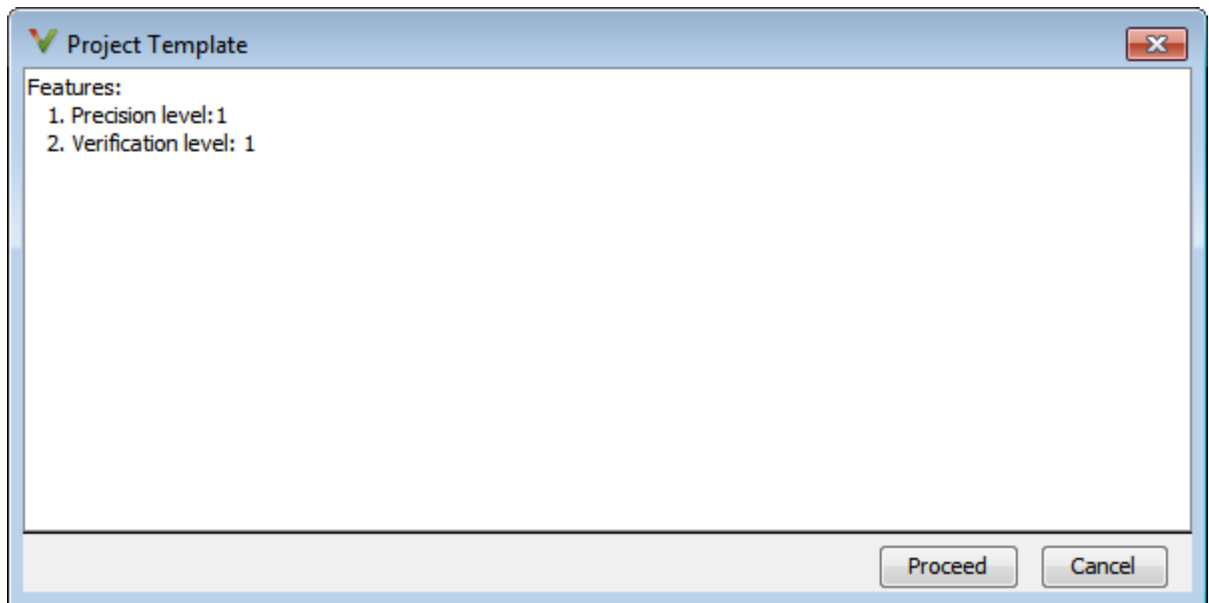 Project Template
Features:
1. Precision level:1
2. Verification level: 1
Proceed Cancel